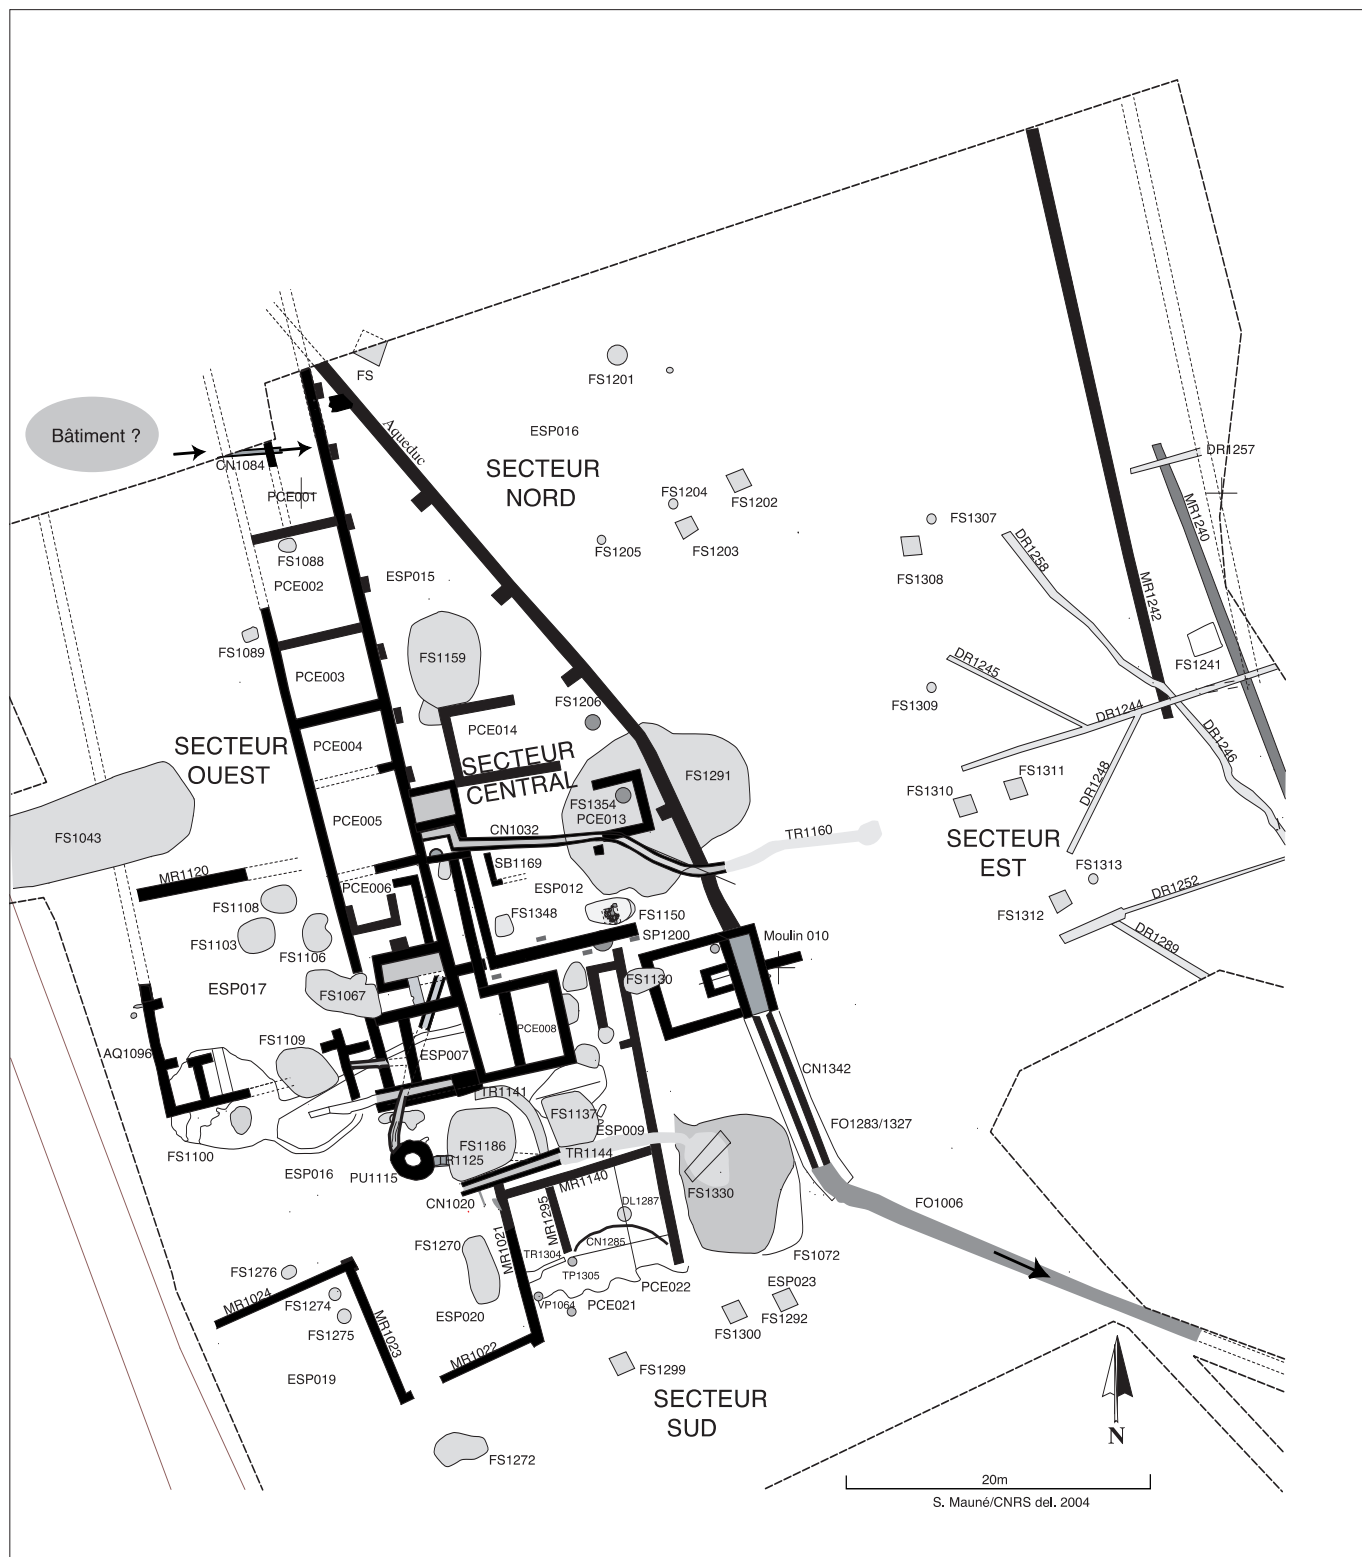 FS
FS1201
Aqueduc
ESP016
Bâtiment ?
SECTEUR
NORD
DR1257
CN1084
PCE001
FS1204
FS1202
MR1240
FS1307
FS1205
FS1203
DR1258
FS1088
PCE002
ESP015
FS1308
MR1242
FS1089
FS1159
FS1241
PCE003
DR1245
FS1206
FS1309
DR1244
PCE014
SECTEUR
OUEST
PCE004
SECTEUR
CENTRAL
DR1246
FS1291
FS1311
FS1310
DR1248
FS1354
PCE013
PCE005
CN1032
FS1043
TR1160
SECTEUR
EST
SB1169
MR1120
FS1313
PCE006
ESP012
DR1252
FS1108
FS1348
FS1150
FS1312
SP1200
Moulin 010
FS1103
FS1106
DR1289
FS1130
ESP017
FS1067
PCE008
FS1109
AQ1096
ESP007
CN1342
TR1141
FS1137
FO1283/1327
ESP009
FS1186
FS1100
TR1144
ESP016
PU1115
TR1125
MR1140
FS1330
CN1020
DL1287
FO1006
MR1295
MR1021
CN1285
FS1270
TR1304
FS1072
FS1276
TP1305
PCE022
ESP023
FS1274
MR1024
VP1064
PCE021
ESP020
FS1292
FS1275
MR1023
FS1300
MR1022
FS1299
ESP019
SECTEUR
SUD
N
FS1272
20m
S. Mauné/CNRS del. 2004